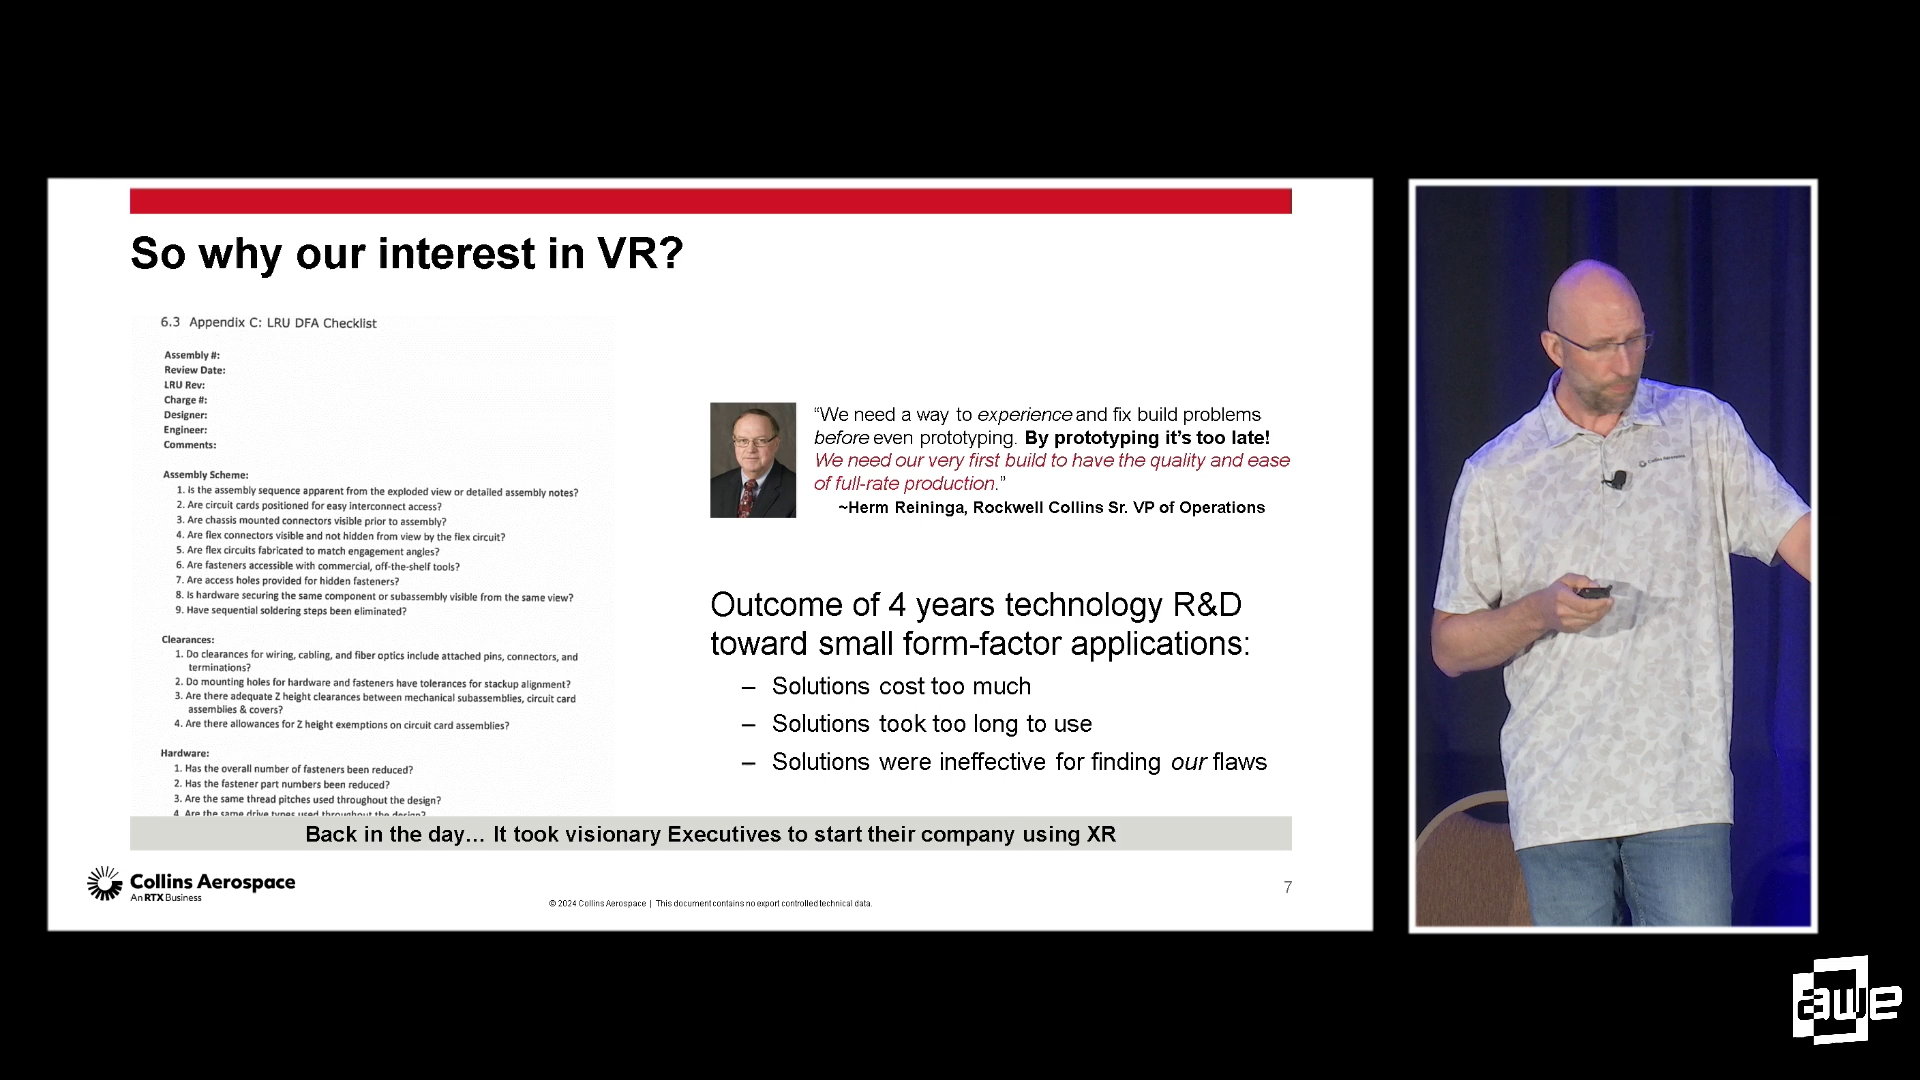 So why our interest in VR?
6.3 Appendix C: LRU DFA Checklist
Assembly #:
Review Date:
LRU Rev:
Charge #:
Designer:
Engineer:
Comments:
Assembly Scheme:
1. Is the assembly sequence apparent from the exploded view or detailed assembly notes?
2. Are circuit cards positioned for easy interconnect access?
3. Are chassis mounted connectors visible prior to assembly?
4. Are flex connectors visible and not hidden from view by the flex circuit?
5. Are flex circuits fabricated to match engagement angles?
6. Are fasteners accessible with commercial, off-the-shelf tools?
7. Are access holes provided for hidden fasteners?
8. Is hardware securing the same component or subassembly visible from the same view?
9. Have sequential soldering steps been eliminated?
Clearances:
1. Do clearances for wiring, cabling, and fiber optics include attached pins, connectors, and
terminations?
2. Do mounting holes for hardware and fasteners have tolerances for stackup alignment?
3. Are there adequate Z height clearances between mechanical subassemblies, circuit card
assemblies & covers?
4. Are there allowances for Z height exemptions on circuit card assemblies?
Hardware:
1. Has the overall number of fasteners been reduced?
2. Has the fastener part numbers been reduced?
3. Are the same thread pitches used throughout the design?
4. Are the same drive types used throughout the design?
“We need a way to experience and fix build problems
before even prototyping. By prototyping it’s too late!
We need our very first build to have the quality and ease
of full-rate production.”
~Herm Reininga, Rockwell Collins Sr. VP of Operations
Outcome of 4 years technology R&D
toward small form-factor applications:
– Solutions cost too much
– Solutions took too long to use
– Solutions were ineffective for finding our flaws
Back in the day… It took visionary Executives to start their company using XR
Collins Aerospace
An RTX Business
© 2024 Collins Aerospace | This document contains no export controlled technical data.
7
Collins Aerospace
awe